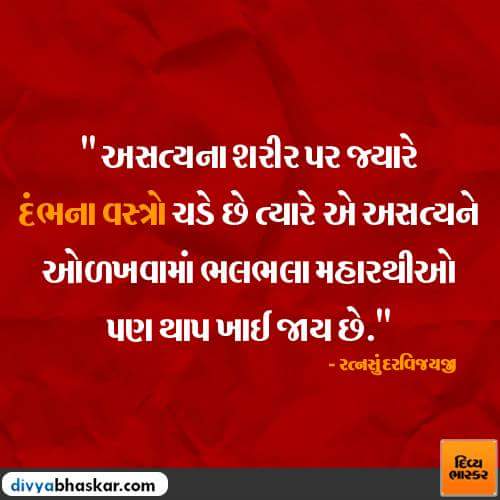 " અસત્યના શરીર પર જ્યારે
દંભના વસ્ત્રો ચડે છે ત્યારે એ અસત્યને
ઓળખવામાં ભલભલા મહારથીઓ
પણ થાપ ખાઈ જાય છે."
- રત્નસુંદરવિજયજી
દિવ્ય
ભાસ્કર
divyabhaskar.com